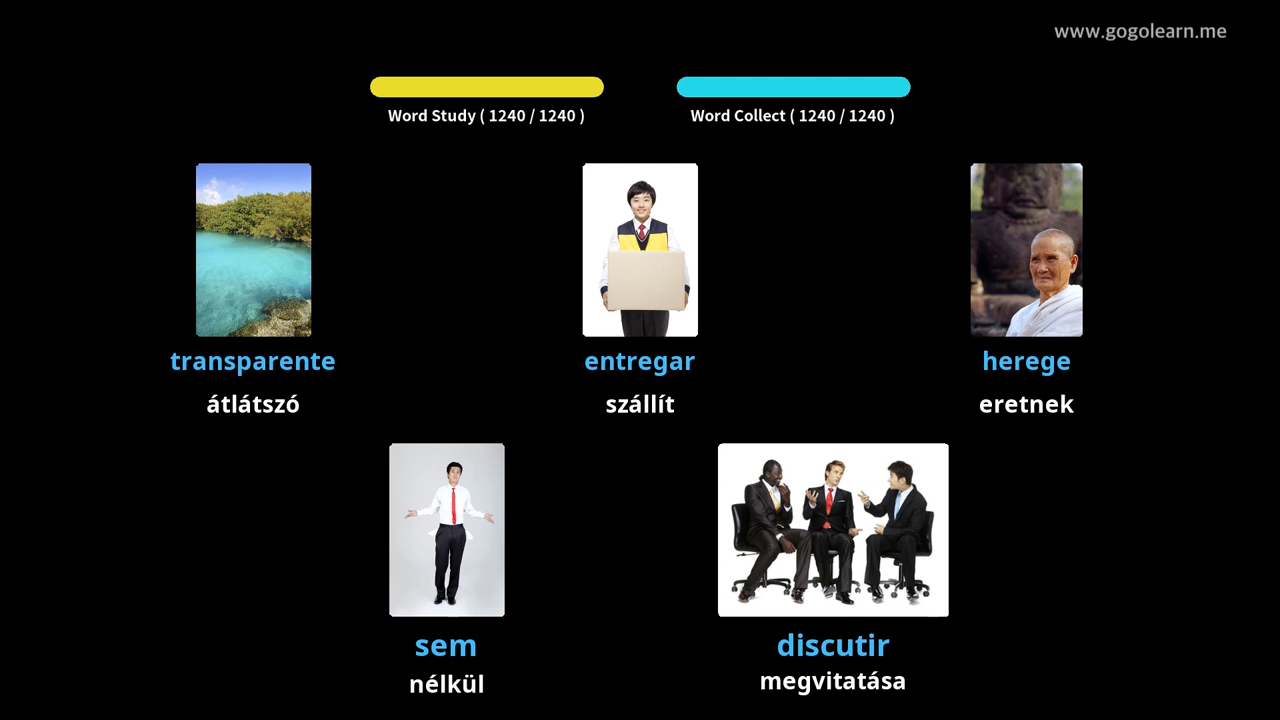 www.gogolearn.me
Word Study ( 1240 / 1240 )
Word Collect ( 1240 / 1240 )
transparente
átlátszó
entregar
szállít
herege
eretnek
sem
nélkül
discutir
megvitatása